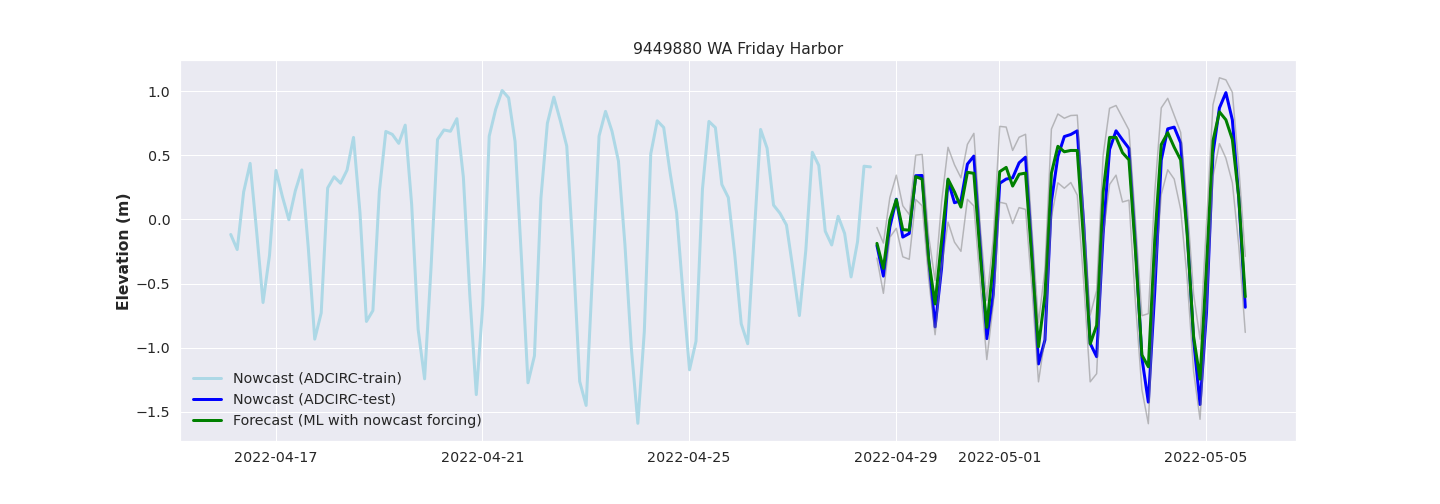 9449880 WA Friday Harbor
Elevation (m)
1.0
0.5
0.0
−0.5
−1.0
−1.5
Nowcast (ADCIRC-train)
Nowcast (ADCIRC-test)
Forecast (ML with nowcast forcing)
2022-04-17 2022-04-21 2022-04-25 2022-04-29 2022-05-01 2022-05-05